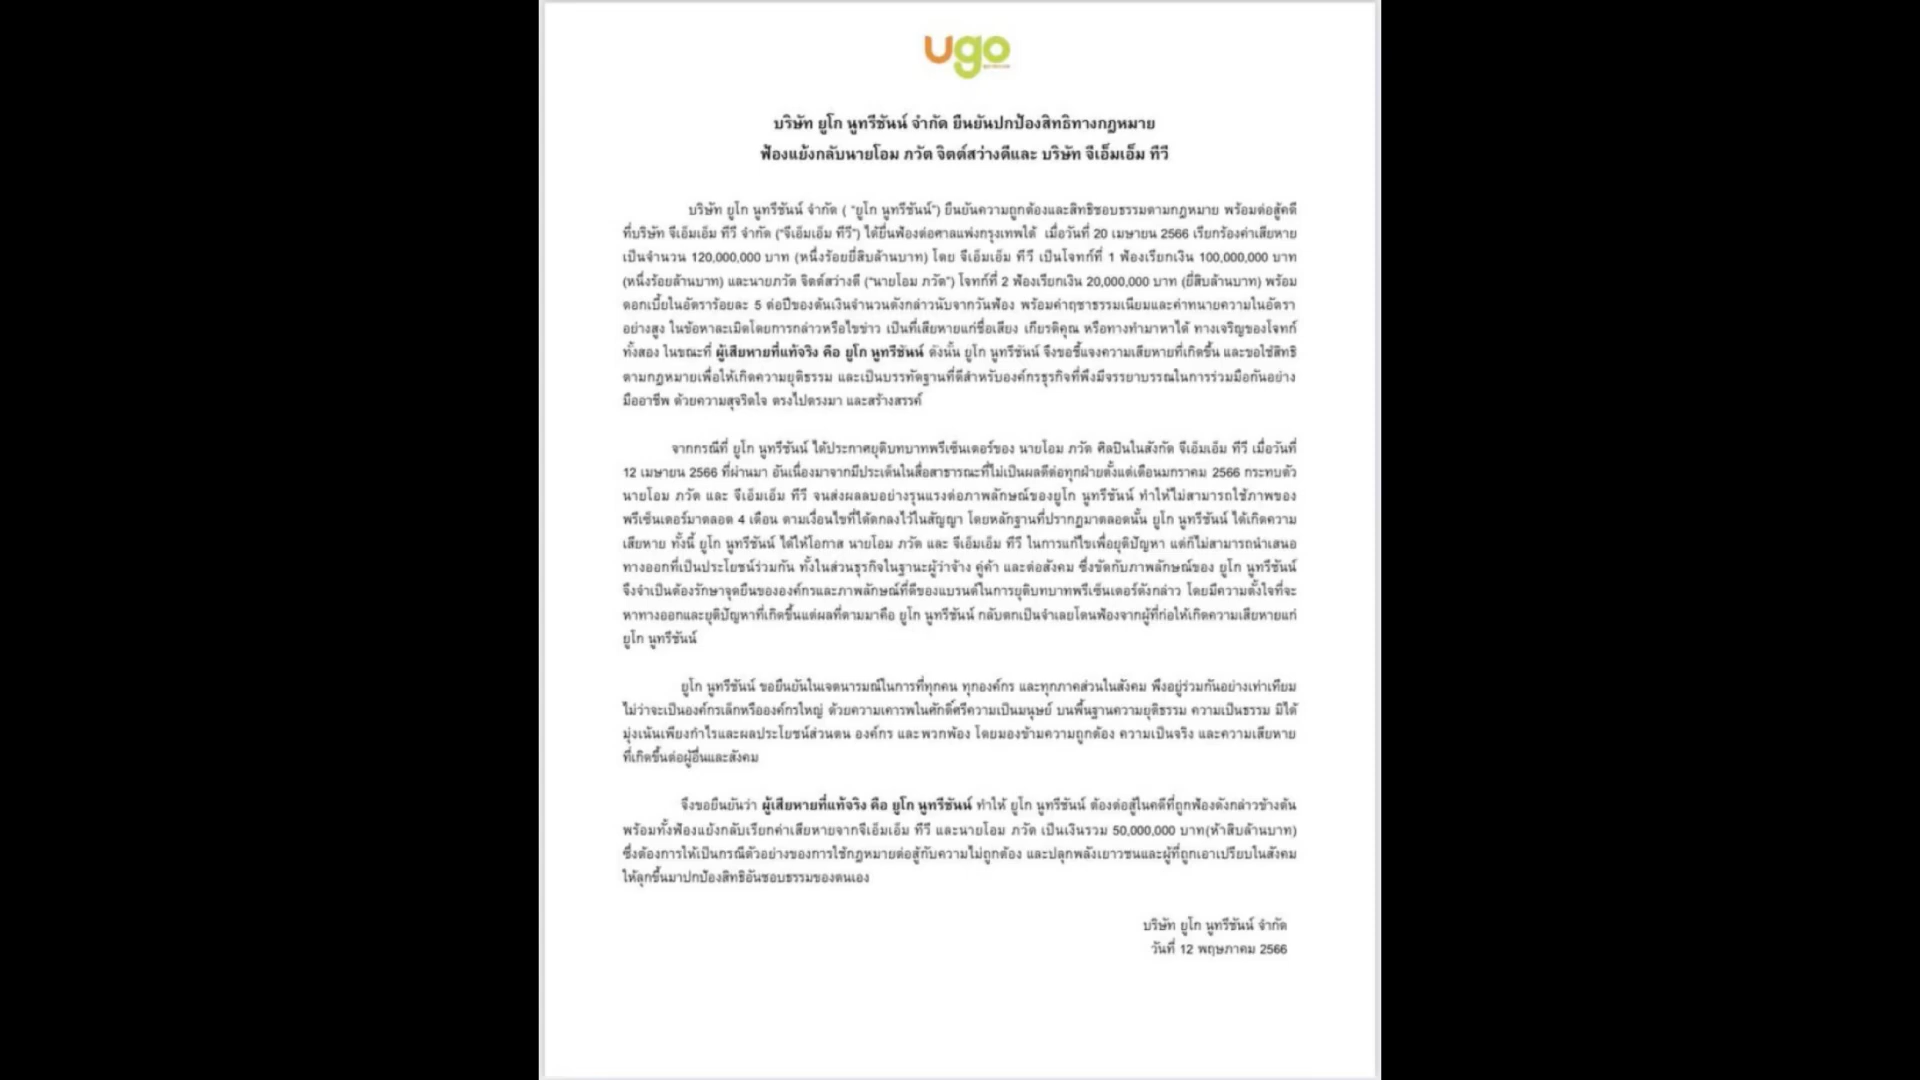 ugo
บริษัท ยูโก นูทรีชันน์ จำกัด ยืนยันปกป้องสิทธิทางกฎหมาย
ฟ้องแย้งกลับนายโอม ภวัต จิตต์สว่างดีและ บริษัท จีเอ็มเอ็ม ทีวี
บริษัท ยูโก นูทรีชันน์ จำกัด ( “ยูโก นูทรีชันน์”) ยืนยันความถูกต้องและสิทธิชอบธรรมตามกฎหมาย พร้อมต่อสู้คดี
ที่บริษัท จีเอ็มเอ็ม ทีวี จำกัด (“จีเอ็มเอ็ม ทีวี”) ได้ยื่นฟ้องต่อศาลแพ่งกรุงเทพใต้ เมื่อวันที่ 20 เมษายน 2566 เรียกร้องค่าเสียหาย
เป็นจำนวน 120,000,000 บาท (หนึ่งร้อยยี่สิบล้านบาท) โดย จีเอ็มเอ็ม ทีวี เป็นโจทก์ที่ 1 ฟ้องเรียกเงิน 100,000,000 บาท
(หนึ่งร้อยล้านบาท) และนายภวัต จิตต์สว่างดี (“นายโอม ภวัต”) โจทก์ที่ 2 ฟ้องเรียกเงิน 20,000,000 บาท (ยี่สิบล้านบาท) พร้อม
ดอกเบี้ยในอัตราร้อยละ 5 ต่อปีของต้นเงินจำนวนดังกล่าวนับจากวันฟ้อง พร้อมค่าฤชาธรรมเนียมและค่าทนายความในอัตรา
อย่างสูง ในข้อหาละเมิดโดยการกล่าวหรือไขข่าว เป็นที่เสียหายแก่ชื่อเสียง เกียรติคุณ หรือทางทำมาหาได้ ทางเจริญของโจทก์
ทั้งสอง ในขณะที่ ผู้เสียหายที่แท้จริง คือ ยูโก นูทรีชันน์ ดังนั้น ยูโก นูทรีชันน์ จึงขอชี้แจงความเสียหายที่เกิดขึ้น และขอใช้สิทธิ
ตามกฎหมายเพื่อให้เกิดความยุติธรรม และเป็นบรรทัดฐานที่ดีสำหรับองค์กรธุรกิจที่พึงมีจรรยาบรรณในการร่วมมือกันอย่าง
มืออาชีพ ด้วยความสุจริตใจ ตรงไปตรงมา และสร้างสรรค์
จากกรณีที่ ยูโก นูทรีชันน์ ได้ประกาศยุติบทบาทพรีเซ็นเตอร์ของ นายโอม ภวัต ศิลปินในสังกัด จีเอ็มเอ็ม ทีวี เมื่อวันที่
12 เมษายน 2566 ที่ผ่านมา อันเนื่องมาจากมีประเด็นในสื่อสาธารณะที่ไม่เป็นผลดีต่อทุกฝ่ายตั้งแต่เดือนมกราคม 2566 กระทบตัว
นายโอม ภวัต และ จีเอ็มเอ็ม ทีวี จนส่งผลลบอย่างรุนแรงต่อภาพลักษณ์ของยูโก นูทรีชันน์ ทำให้ไม่สามารถใช้ภาพของ
พรีเซ็นเตอร์มาตลอด 4 เดือน ตามเงื่อนไขที่ได้ตกลงไว้ในสัญญา โดยหลักฐานที่ปรากฏมาตลอดนั้น ยูโก นูทรีชันน์ ได้เกิดความ
เสียหาย ทั้งนี้ ยูโก นูทรีชันน์ ได้ให้โอกาส นายโอม ภวัต และ จีเอ็มเอ็ม ทีวี ในการแก้ไขเพื่อยุติปัญหา แต่ก็ไม่สามารถนำเสนอ
ทางออกที่เป็นประโยชน์ร่วมกัน ทั้งในส่วนธุรกิจในฐานะผู้ว่าจ้าง คู่ค้า และต่อสังคม ซึ่งขัดกับภาพลักษณ์ของ ยูโก นูทรีชันน์
จึงจำเป็นต้องรักษาจุดยืนขององค์กรและภาพลักษณ์ที่ดีของแบรนด์ในการยุติบทบาทพรีเซ็นเตอร์ดังกล่าว โดยมีความตั้งใจที่จะ
หาทางออกและยุติปัญหาที่เกิดขึ้นแต่ผลที่ตามมาคือ ยูโก นูทรีชันน์ กลับตกเป็นจำเลยโดนฟ้องจากผู้ที่ก่อให้เกิดความเสียหายแก่
ยูโก นูทรีชันน์
ยูโก นูทรีชันน์ ขอยืนยันในเจตนารมณ์ในการที่ทุกคน ทุกองค์กร และทุกภาคส่วนในสังคม พึงอยู่ร่วมกันอย่างเท่าเทียม
ไม่ว่าจะเป็นองค์กรเล็กหรือองค์กรใหญ่ ด้วยความเคารพในศักดิ์ศรีความเป็นมนุษย์ บนพื้นฐานความยุติธรรม ความเป็นธรรม มิได้
มุ่งเน้นเพียงกำไรและผลประโยชน์ส่วนตน องค์กร และพวกพ้อง โดยมองข้ามความถูกต้อง ความเป็นจริง และความเสียหาย
ที่เกิดขึ้นต่อผู้อื่นและสังคม
จึงขอยืนยันว่า ผู้เสียหายที่แท้จริง คือ ยูโก นูทรีชันน์ ทำให้ ยูโก นูทรีชันน์ ต้องต่อสู้ในคดีที่ถูกฟ้องดังกล่าวข้างต้น
พร้อมทั้งฟ้องแย้งกลับเรียกค่าเสียหายจากจีเอ็มเอ็ม ทีวี และนายโอม ภวัต เป็นเงินรวม 50,000,000 บาท(ห้าสิบล้านบาท)
ซึ่งต้องการให้เป็นกรณีตัวอย่างของการใช้กฎหมายต่อสู้กับความไม่ถูกต้อง และปลุกพลังเยาวชนและผู้ที่ถูกเอาเปรียบในสังคม
ให้ลุกขึ้นมาปกป้องสิทธิอันชอบธรรมของตนเอง
บริษัท ยูโก นูทรีชันน์ จำกัด
วันที่ 12 พฤษภาคม 2566